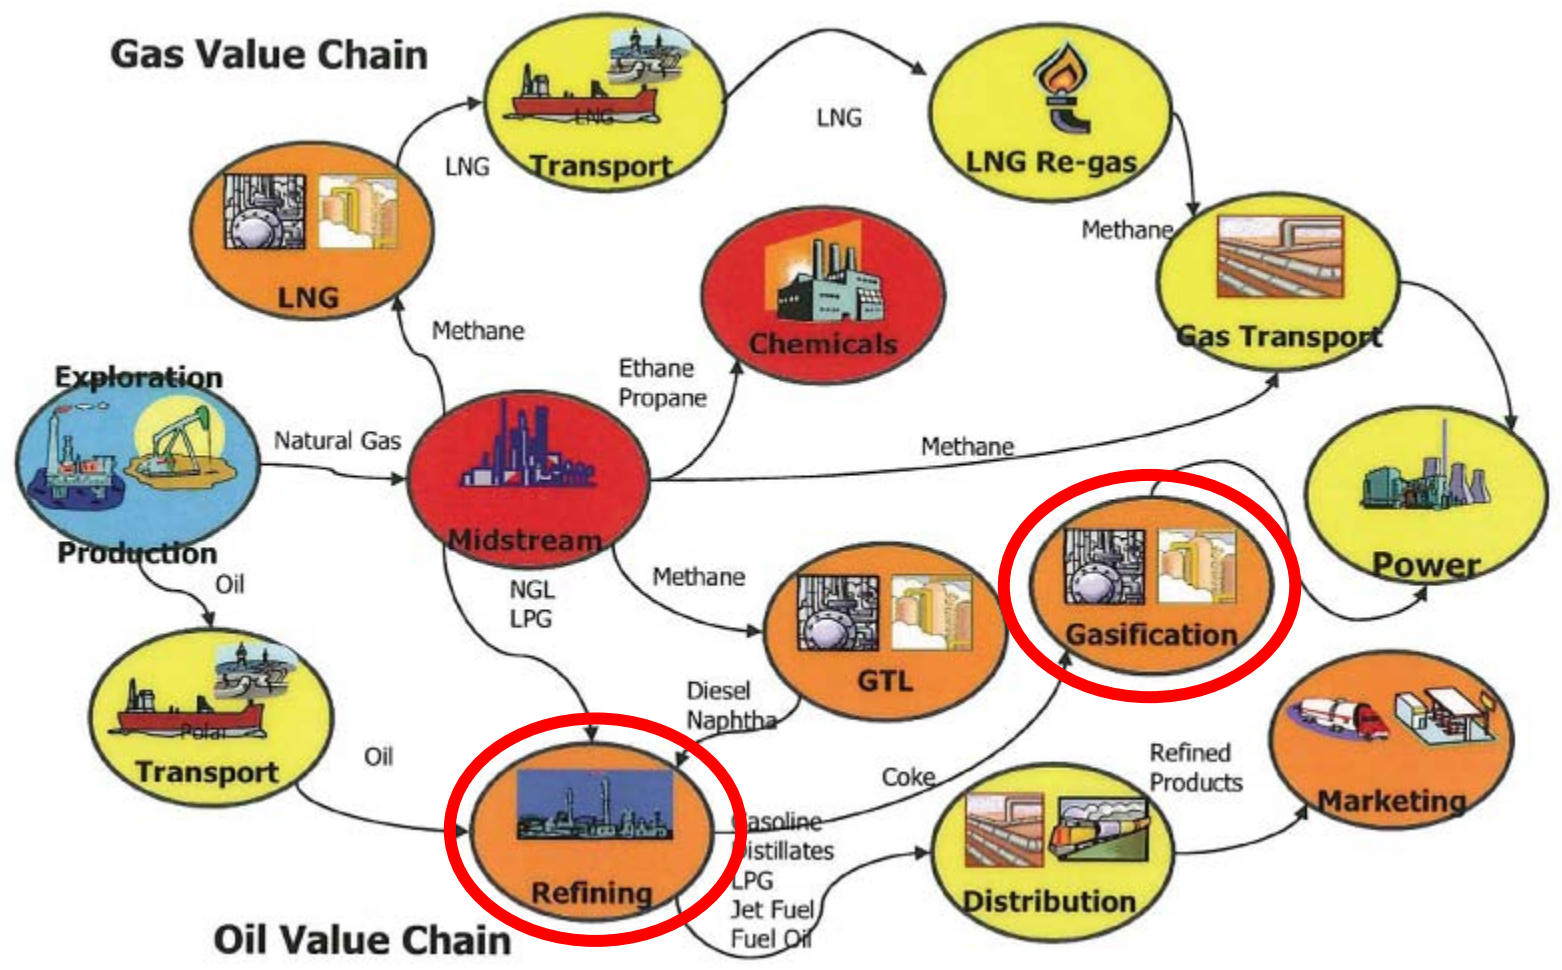 Gas Value Chain
LNG
Transport
LNG
LNG
LNG Re-gas
LNG
Methane
Methane
Gas Transport
Ethane
Propane
Chemicals
Exploration
Production
Natural Gas
Midstream
Methane
Power
NGL
LPG
Methane
GTL
Gasification
Oil
Polar
Transport
Oil
Diesel
Naphtha
Refining
Coke
Gasoline
Distillates
LPG
Jet Fuel
Fuel Oil
Distribution
Refined
Products
Marketing
Oil Value Chain